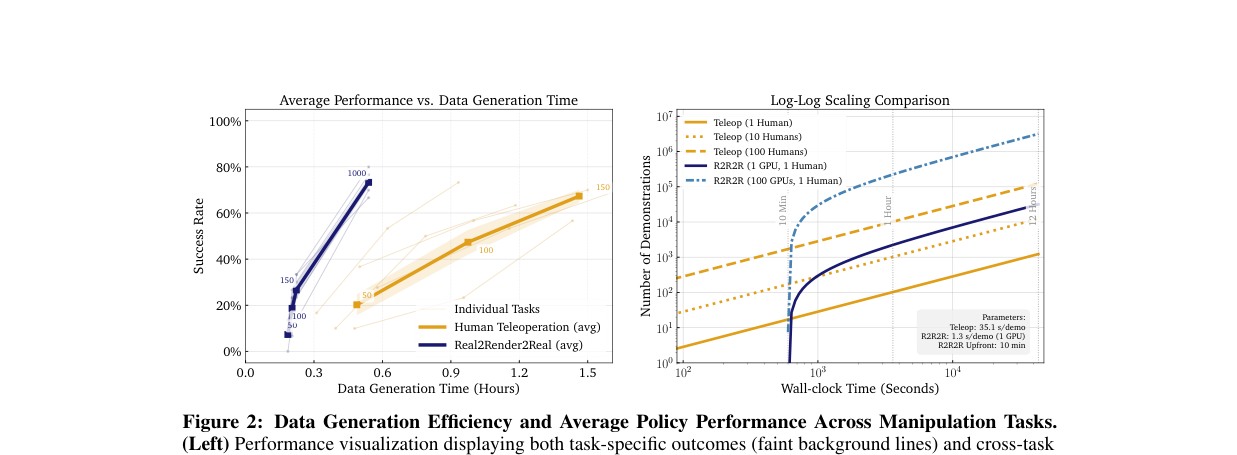 Average Performance vs. Data Generation Time
100%
80%
60%
40%
20%
0%
Success Rate
1000
150
100
50
150
100
50
Individual Tasks
Human Teleoperation (avg)
Real2Render2Real (avg)
0.0 0.3 0.6 0.9 1.2 1.5
Data Generation Time (Hours)
Log-Log Scaling Comparison
10^7
10^6
10^5
10^4
10^3
10^2
10^1
10^0
Number of Demonstrations
Teleop (1 Human)
Teleop (10 Humans)
Teleop (100 Humans)
R2R2R (1 GPU, 1 Human)
R2R2R (100 GPUs, 1 Human)
10 Min
1 Hour
12 Hours
Parameters:
Teleop: 35.1 s/demo
R2R2R: 1.3 s/demo (1 GPU)
R2R2R Upfront: 10 min
10^2 10^3 10^4
Wall-clock Time (Seconds)
Figure 2: Data Generation Efficiency and Average Policy Performance Across Manipulation Tasks.
(Left) Performance visualization displaying both task-specific outcomes (faint background lines) and cross-task